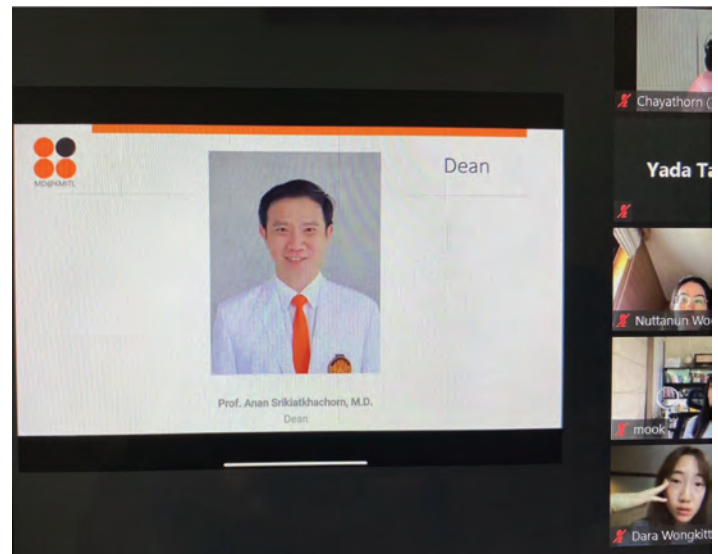 MD@KMITL
Dean
Prof. Anan Srikiatkhachorn, M.D.
Dean
Chayathorn (
Yada Ta
Nuttanun Wo
mook
Dara Wongkitt